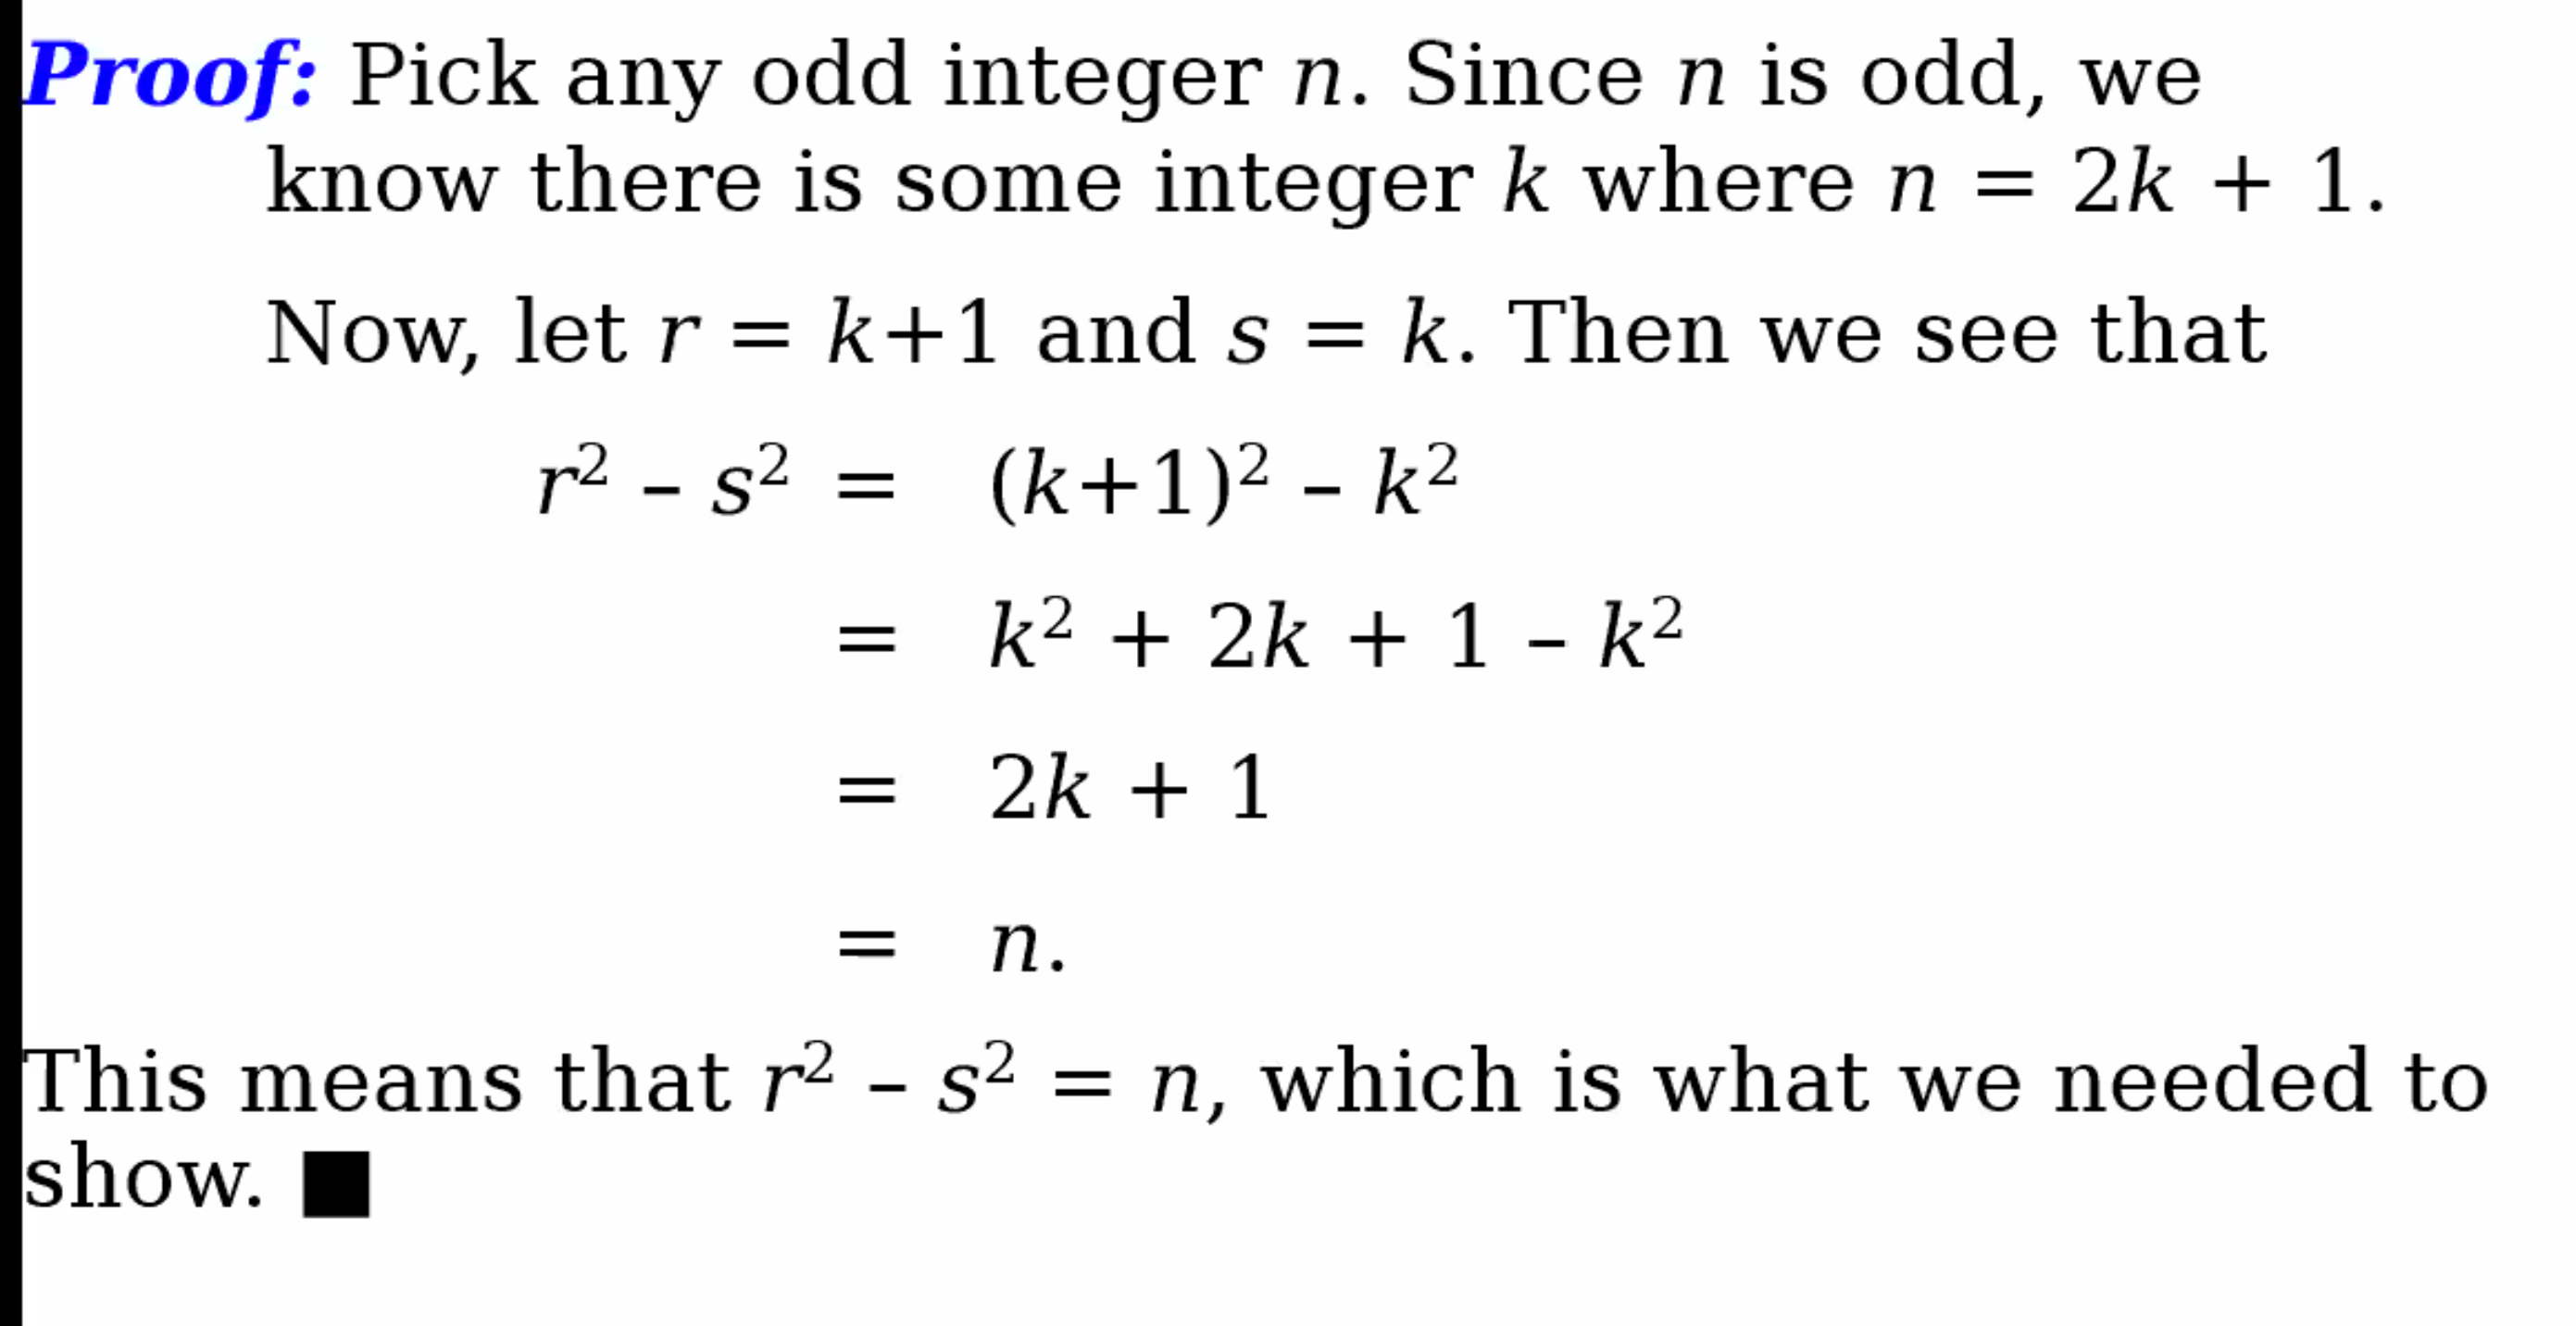 Proof: Pick any odd integer n. Since n is odd, we
know there is some integer k where n = 2k + 1.
Now, let r = k+1 and s = k. Then we see that
r² – s² = (k+1)² – k²
= k² + 2k + 1 – k²
= 2k + 1
= n.
This means that r² – s² = n, which is what we needed to
show. ■